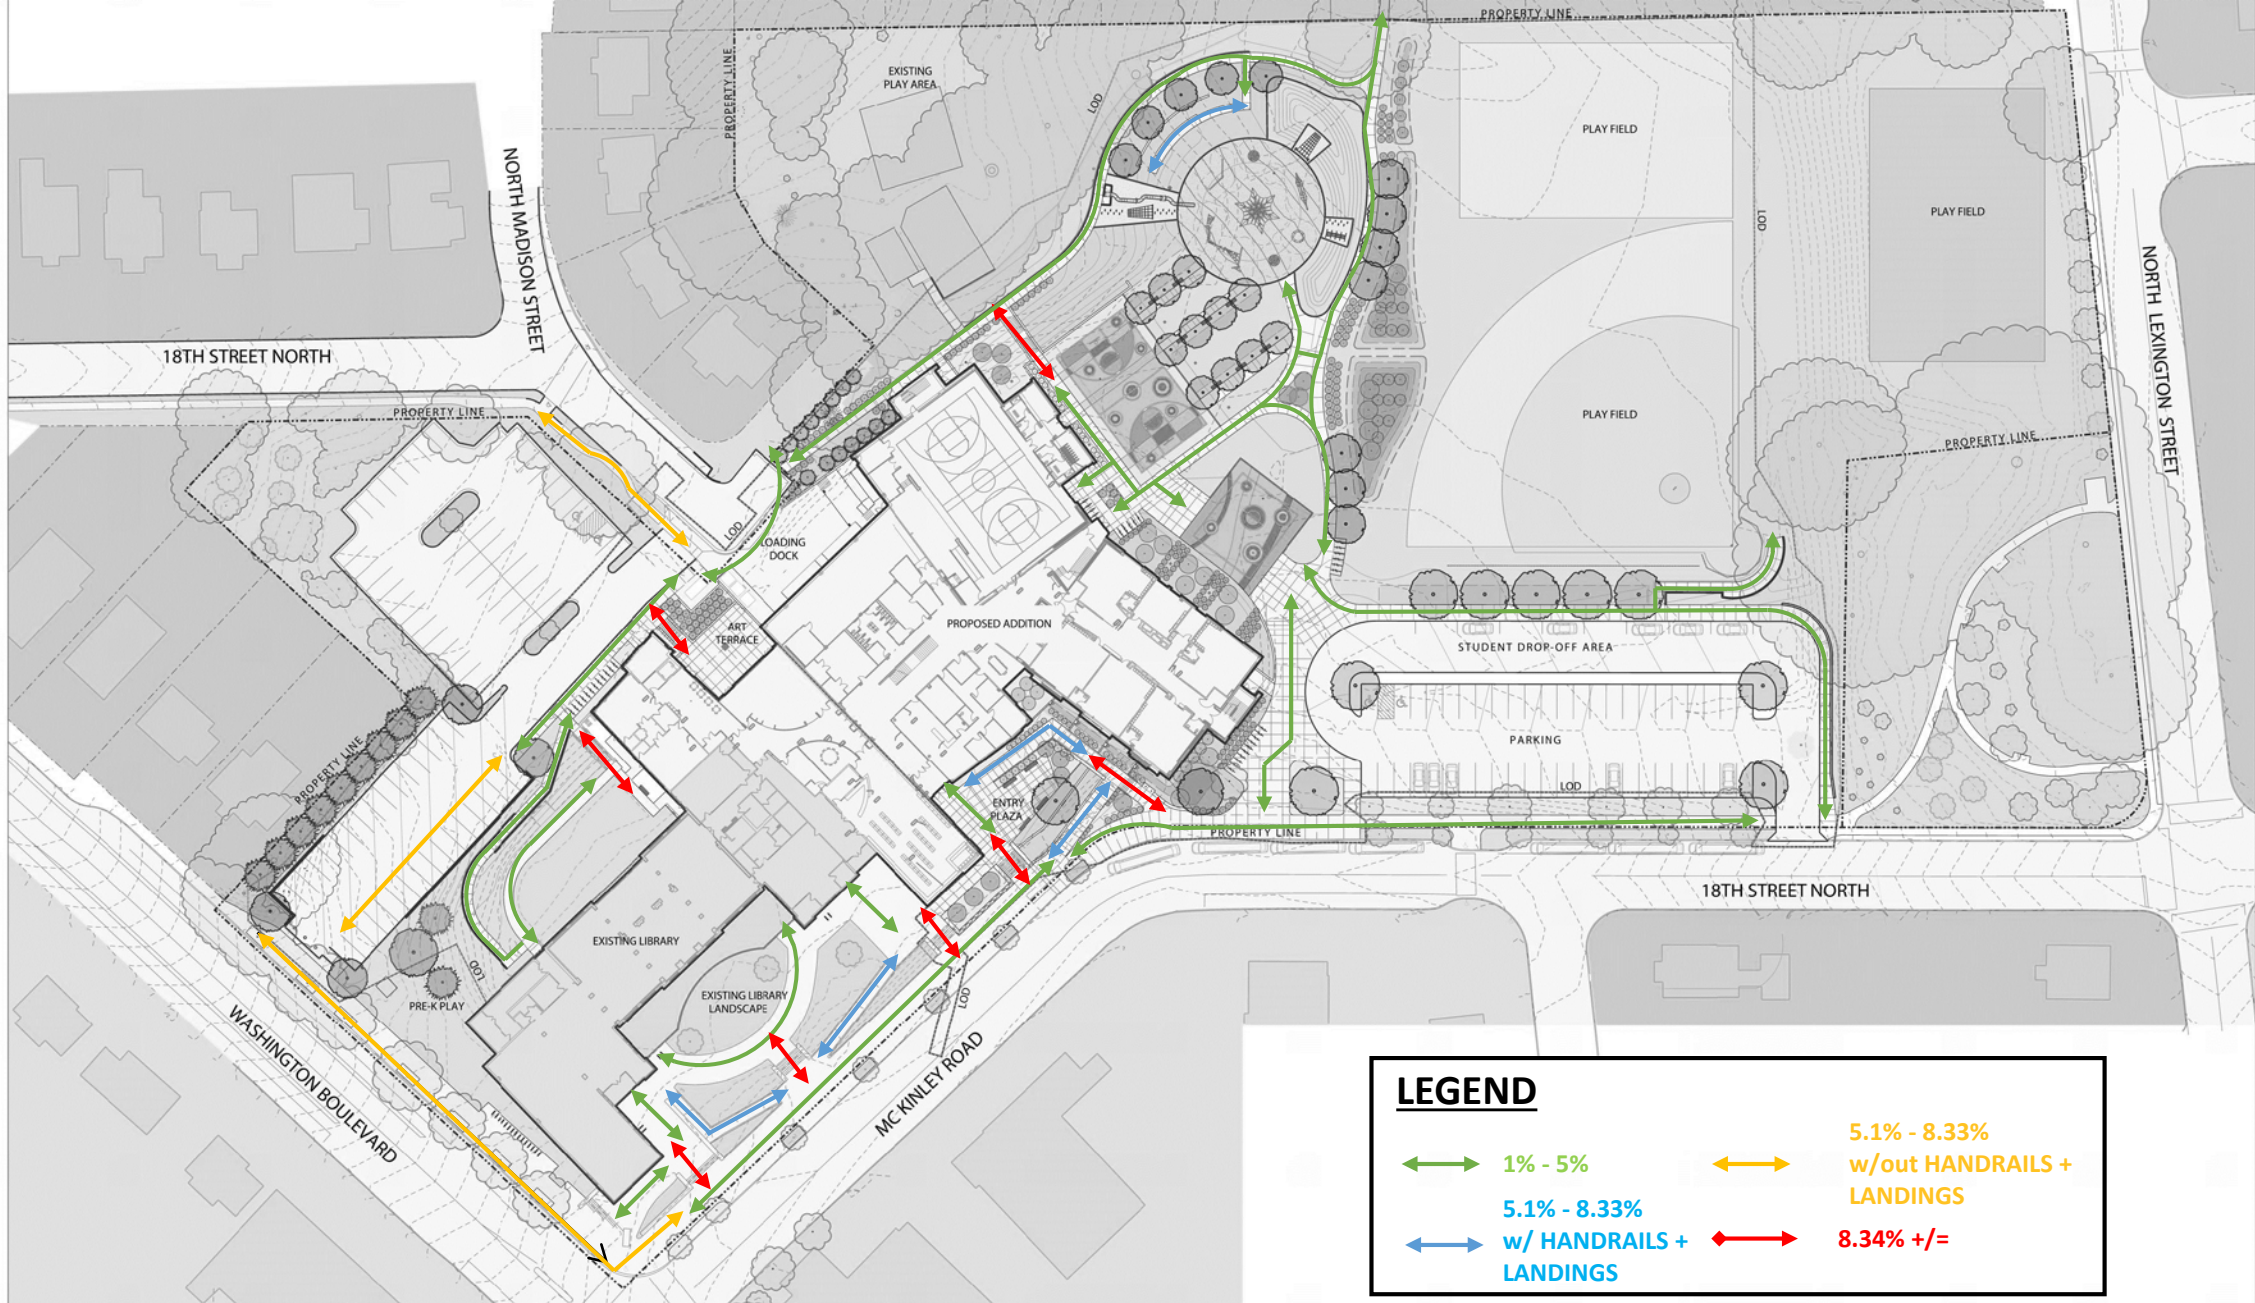 PROPERTY LINE
EXISTING
PLAY AREA
PROPERTY LINE
LOD
PLAY FIELD
PLAY FIELD
LOD
NORTH MADISON STREET
NORTH LEXINGTON STREET
18TH STREET NORTH
PROPERTY LINE
PLAY FIELD
PROPERTY LINE
LOD
LOADING
DOCK
ART
TERRACE
PROPOSED ADDITION
STUDENT DROP-OFF AREA
PARKING
LOD
PROPERTY LINE
ENTRY
PLAZA
PROPERTY LINE
18TH STREET NORTH
EXISTING LIBRARY
LOD
PRE-K PLAY
EXISTING LIBRARY
LANDSCAPE
LOD
WASHINGTON BOULEVARD
MC KINLEY ROAD
LEGEND
1% - 5%
5.1% - 8.33%
w/out HANDRAILS +
LANDINGS
5.1% - 8.33%
w/ HANDRAILS +
LANDINGS
8.34% +/=